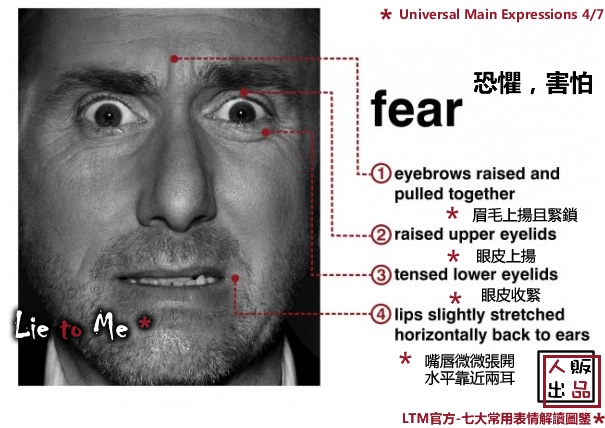 * Universal Main Expressions 4/7
恐懼，害怕
fear
1 eyebrows raised and
pulled together
* 眉毛上揚且緊鎖
2 raised upper eyelids
* 眼皮上揚
3 tensed lower eyelids
* 眼皮收緊
4 lips slightly stretched
horizontally back to ears
* 嘴唇微微張開
水平靠近兩耳
Lie to Me *
人販
出品
LTM官方-七大常用表情解讀圖鑒*